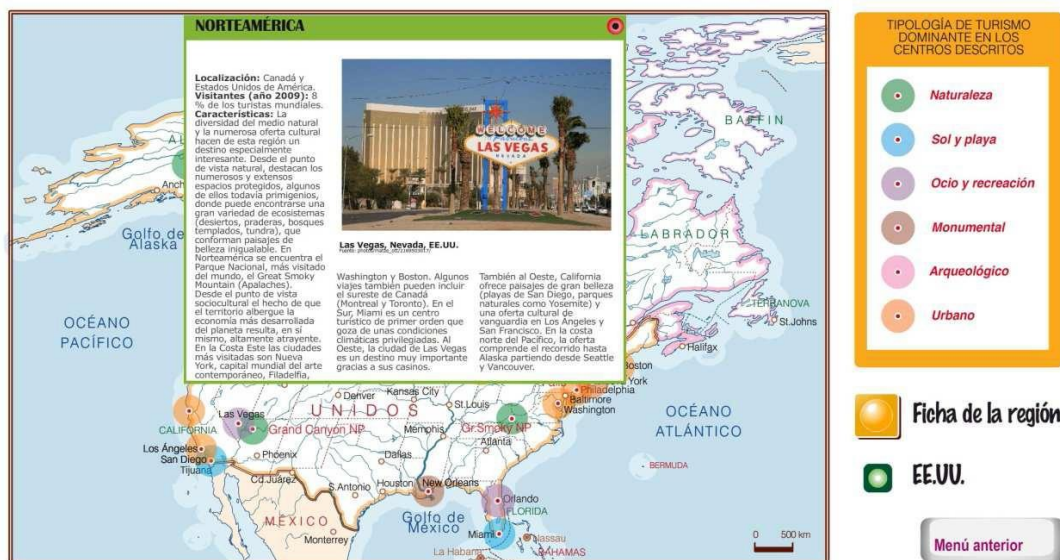 NORTEAMÉRICA
Localización: Canadá y
Estados Unidos de América.
Visitantes (año 2009): 8
% de los turistas mundiales.
Características: La
diversidad del medio natural
y la numerosa oferta cultural
hacen de esta región un
destino especialmente
interesante. Desde el punto
de vista natural, destacan los
numerosos y extensos
espacios protegidos, algunos
de ellos todavía primigenios,
donde puede encontrarse una
gran variedad de ecosistemas
(desiertos, praderas, bosques
templados, tundra), que
conforman paisajes de
belleza inigualable. En
Norteamérica se encuentra el
Parque Nacional, más visitado
del mundo, el Great Smoky
Mountain (Apalaches).
Desde el punto de vista
sociocultural el hecho de que
el territorio albergue la
economía más desarrollada
del planeta resulta, en sí
mismo, altamente atrayente.
En la Costa Este las ciudades
más visitadas son Nueva
York, capital mundial del arte
contemporáneo, Filadelfia,
WELCOME
LAS VEGAS
NEVADA
Las Vegas, Nevada, EE.UU.
Washington y Boston. Algunos
viajes también pueden incluir
el sureste de Canadá
(Montreal y Toronto). En el
Sur, Miami es un centro
turístico de primer orden que
goza de unas condiciones
climáticas privilegiadas. Al
Oeste, la ciudad de Las Vegas
es un destino muy importante
gracias a sus casinos.
También al Oeste, California
ofrece paisajes de gran belleza
(playas de San Diego, parques
naturales como Yosemite) y
una oferta cultural de
vanguardia en Los Ángeles y
San Francisco. En la costa
norte del Pacífico, la oferta
comprende el recorrido hasta
Alaska partiendo desde Seattle
y Vancouver.
AL
Anch
Golfo de
Alaska
OCÉANO
PACÍFICO
BAFFIN
LABRADOR
TERRANOVA
St.Johns
Halifax
Boston
York
Philadelphia
Baltimore
Washington
OCÉANO
ATLÁNTICO
Denver
Kansas City
St.Louis
UNIDOS
Las Vegas
CALIFORNIA
Grand Canyon NP
Memphis
Gr.Smoky NP
Atlanta
Los Ángeles
San Diego
Tijuana
Phoenix
Dallas
BERMUDA
Cd.Juárez
S.Antonio
Houston
New Orleans
Orlando
FLORIDA
MÉXICO
Monterrey
Golfo de
México
Miami
Nassau
La Habana
BAHAMAS
0 500 km
TIPOLOGÍA DE TURISMO
DOMINANTE EN LOS
CENTROS DESCRITOS
Naturaleza
Sol y playa
Ocio y recreación
Monumental
Arqueológico
Urbano
Ficha de la región
EE.UU.
Menú anterior